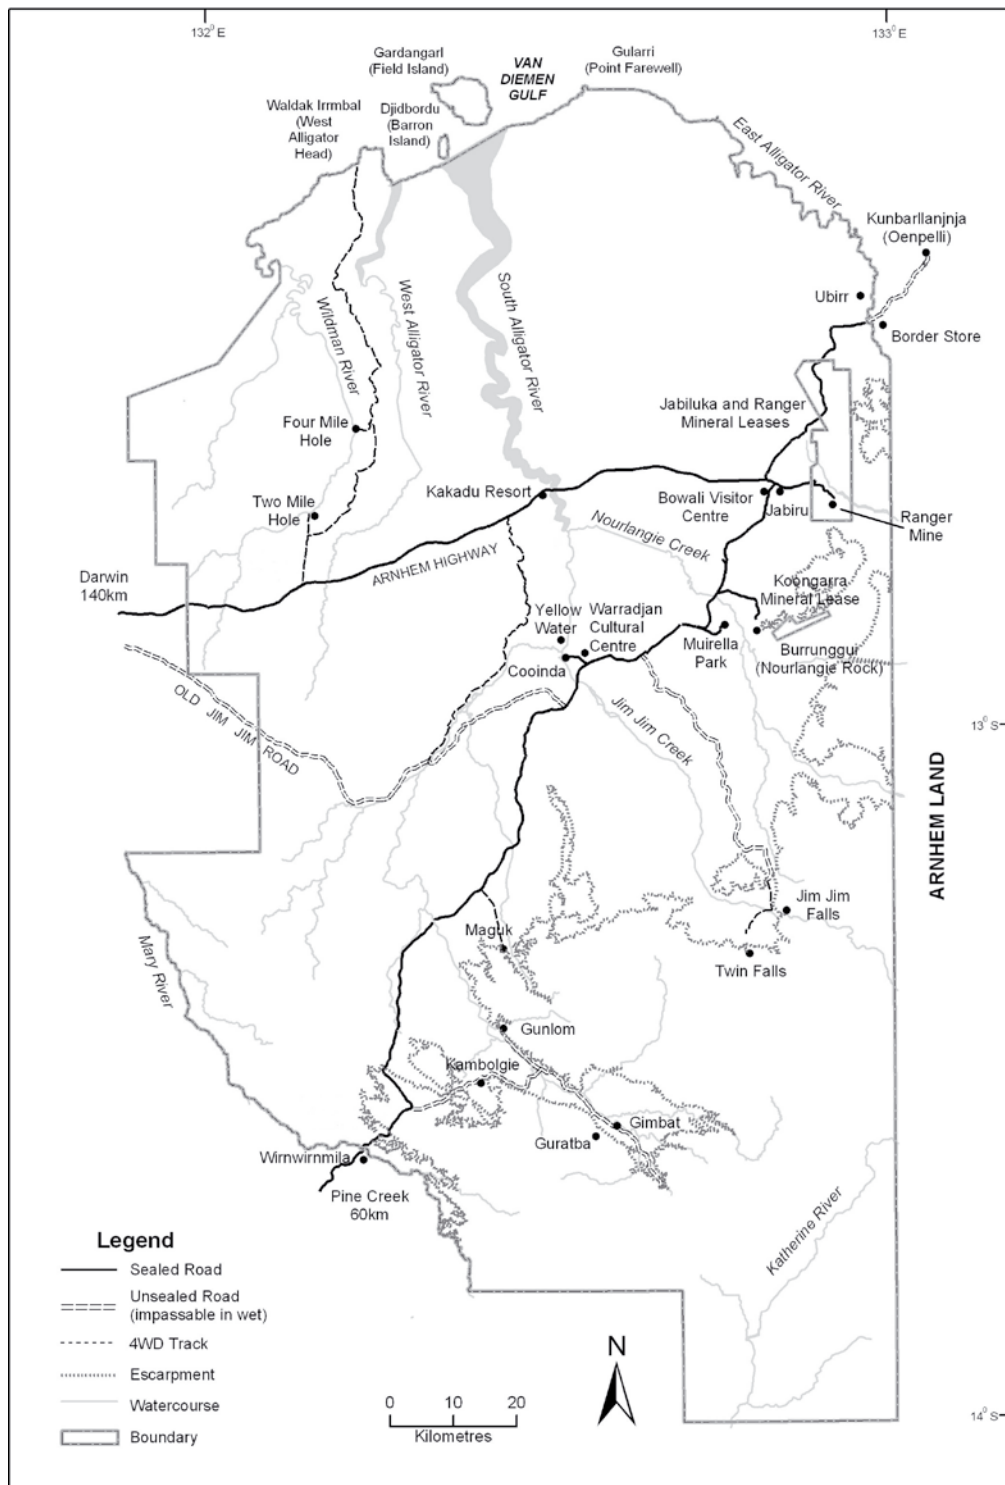 132° E
133° E
Gardangarl
(Field Island)
VAN
DIEMEN
GULF
Gularri
(Point Farewell)
Waldak Irrmbal
(West
Alligator
Head)
Djidbordu
(Barron
Island)
East Alligator River
Kunbarllanjnja
(Oenpelli)
Ubirr
Border Store
Wildman River
West Alligator River
South Alligator River
Jabiluka and Ranger
Mineral Leases
Four Mile
Hole
Two Mile
Hole
Kakadu Resort
Bowali Visitor
Centre
Jabiru
Ranger
Mine
Nourlangie Creek
ARNHEM HIGHWAY
Darwin
140km
Koongarra
Mineral Lease
Yellow
Water
Warradjan
Cultural
Centre
Muirella
Park
Burrunggui
(Nourlangie Rock)
Cooinda
OLD JIM JIM ROAD
Jim Jim Creek
13° S
ARNHEM LAND
Jim Jim
Falls
Maguk
Twin Falls
Mary River
Gunlom
Kambolgie
Gimbat
Guratba
Wirnwirnmila
Pine Creek
60km
Katherine River
Legend
Sealed Road
Unsealed Road
(impassable in wet)
4WD Track
Escarpment
Watercourse
Boundary
N
0 10 20
Kilometres
14° S